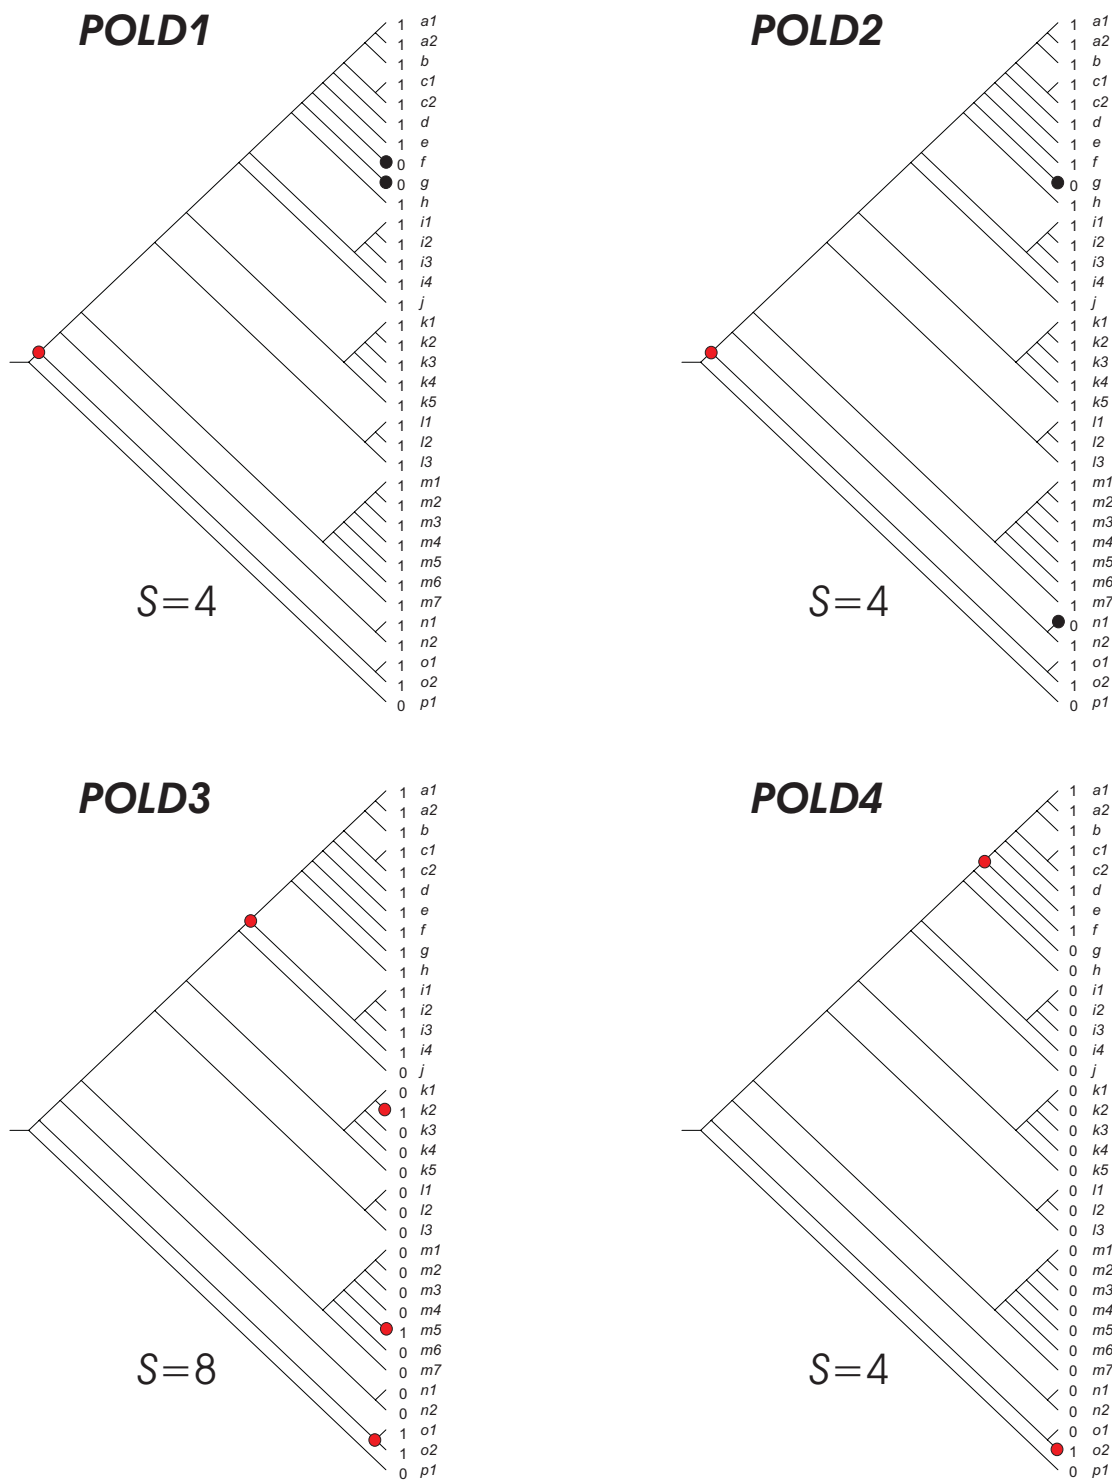 POLD1
1 a1
1 a2
1 b
1 c1
1 c2
1 d
1 e
0 f
0 g
1 h
1 i1
1 i2
1 i3
1 i4
1 j
1 k1
1 k2
1 k3
1 k4
1 k5
1 l1
1 l2
1 l3
1 m1
1 m2
1 m3
1 m4
1 m5
1 m6
1 m7
1 n1
1 n2
1 o1
1 o2
0 p1
S=4
POLD2
1 a1
1 a2
1 b
1 c1
1 c2
1 d
1 e
1 f
0 g
1 h
1 i1
1 i2
1 i3
1 i4
1 j
1 k1
1 k2
1 k3
1 k4
1 k5
1 l1
1 l2
1 l3
1 m1
1 m2
1 m3
1 m4
1 m5
1 m6
1 m7
0 n1
1 n2
1 o1
1 o2
0 p1
S=4
POLD3
1 a1
1 a2
1 b
1 c1
1 c2
1 d
1 e
1 f
1 g
1 h
1 i1
1 i2
1 i3
1 i4
0 j
0 k1
1 k2
0 k3
0 k4
0 k5
0 l1
0 l2
0 l3
0 m1
0 m2
0 m3
0 m4
1 m5
0 m6
0 m7
0 n1
0 n2
1 o1
1 o2
0 p1
S=8
POLD4
1 a1
1 a2
1 b
1 c1
1 c2
1 d
1 e
1 f
0 g
0 h
0 i1
0 i2
0 i3
0 i4
0 j
0 k1
0 k2
0 k3
0 k4
0 k5
0 l1
0 l2
0 l3
0 m1
0 m2
0 m3
0 m4
0 m5
0 m6
0 m7
0 n1
0 n2
0 o1
1 o2
0 p1
S=4